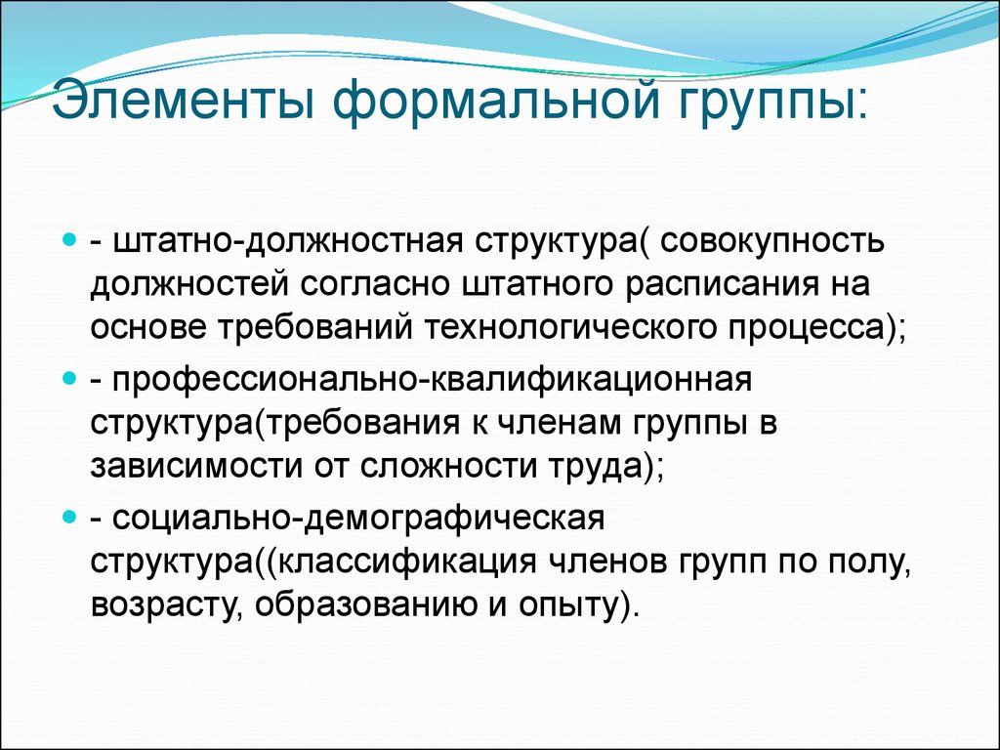 Элементы формальной группы:
- штатно-должностная структура( совокупность
должностей согласно штатного расписания на
основе требований технологического процесса);
- профессионально-квалификационная
структура(требования к членам группы в
зависимости от сложности труда);
- социально-демографическая
структура((классификация членов групп по полу,
возрасту, образованию и опыту).